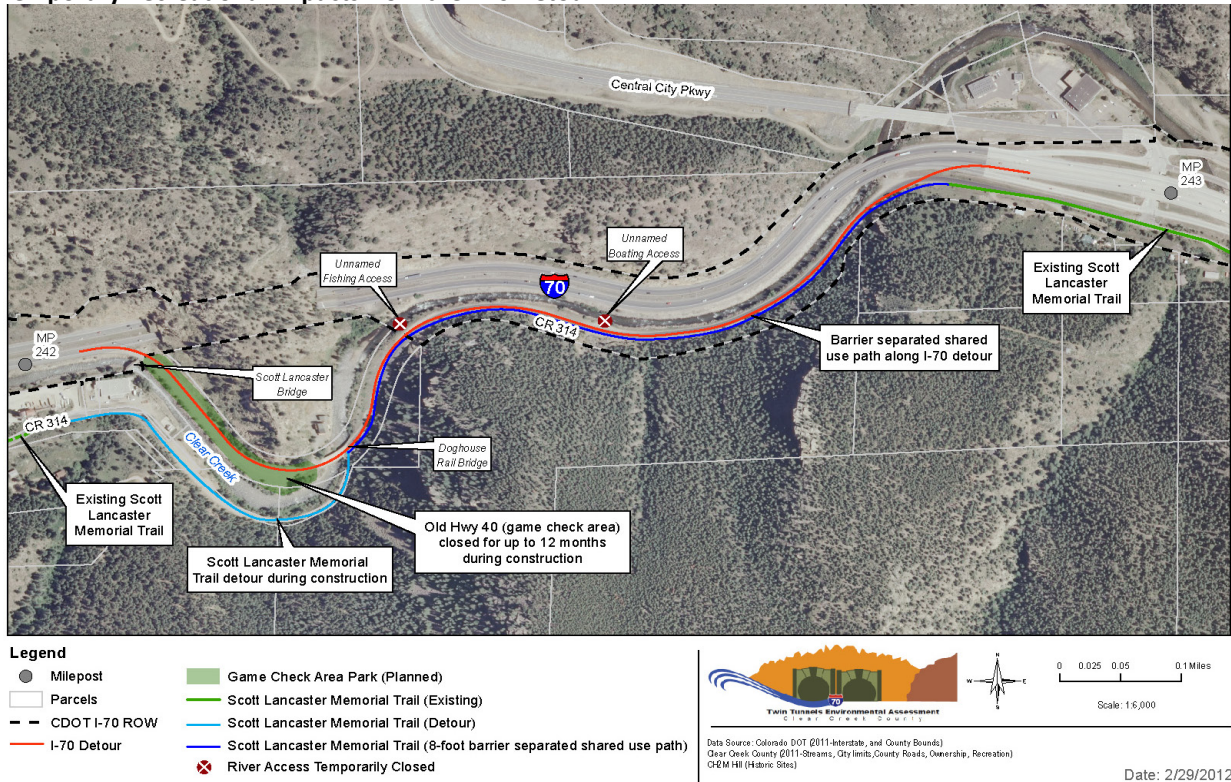 Central City Pkwy
MP
243
Unnamed
Boating Access
Unnamed
Fishing Access
70
Existing Scott
Lancaster
Memorial Trail
CR 314
Barrier separated shared
use path along I-70 detour
MP
242
Scott Lancaster
Bridge
CR 314
Clear Creek
Doghouse
Rail Bridge
Existing Scott
Lancaster
Memorial Trail
Old Hwy 40 (game check area)
closed for up to 12 months
during construction
Scott Lancaster Memorial
Trail detour during construction
Legend
Milepost
Parcels
CDOT I-70 ROW
I-70 Detour
Game Check Area Park (Planned)
Scott Lancaster Memorial Trail (Existing)
Scott Lancaster Memorial Trail (Detour)
Scott Lancaster Memorial Trail (8-foot barrier separated shared use path)
River Access Temporarily Closed
70
Twin Tunnels Environmental Assessment
Clear Creek County
N
W
E
S
0 0.025 0.05 0.1 Miles
Scale: 1:6,000
Data Source: Colorado DOT (2011-Interstate, and County Bounds)
Clear Creek County (2011-Streams, City limits, County Roads, Ownership, Recreation)
CH2M Hill (Historic Sites)
Date: 2/29/2012